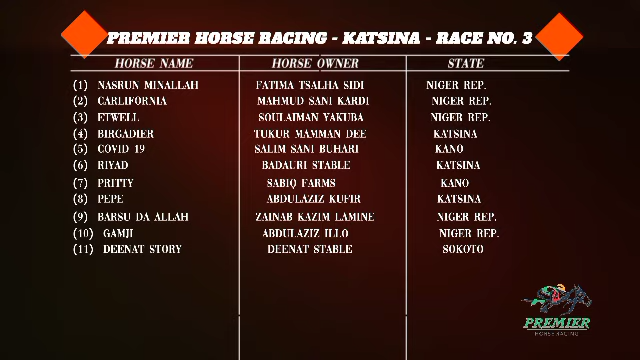 PREMIER HORSE RACING - KATSINA - RACE NO. 3
HORSE NAME HORSE OWNER STATE
(1) NASRUN MINALLAH FATIMA TSALHA SIDI NIGER REP.
(2) CARLIFORNIA MAHMUD SANI KARDI NIGER REP.
(3) ETWELL SOULAIMAN YAKUBA NIGER REP.
(4) BIRGADIER TUKUR MAMMAN DEE KATSINA
(5) COVID 19 SALIM SANI BUHARI KANO
(6) RIYAD BADAURI STABLE KATSINA
(7) PRITTY SABIQ FARMS KANO
(8) PEPE ABDULAZIZ KUFIR KATSINA
(9) BARSU DA ALLAH ZAINAB KAZIM LAMINE NIGER REP.
(10) GAMJI ABDULAZIZ ILLO NIGER REP.
(11) DEENAT STORY DEENAT STABLE SOKOTO
PREMIER
HORSE RACING